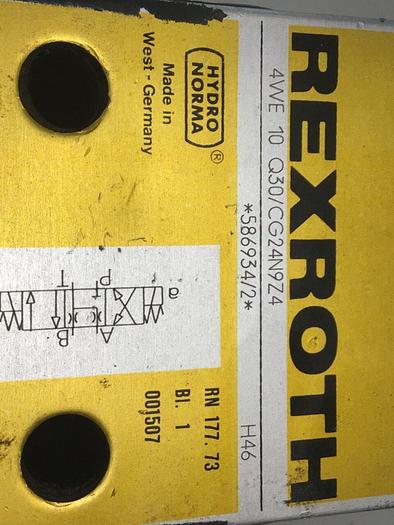 REXROTH
4WE 10 Q30/CG24N9Z4
*586934/2* H46
HYDRO
NORMA ®
Made in
West - Germany
RN 177. 73
Bl. 1
001507
a
A
B
P
T